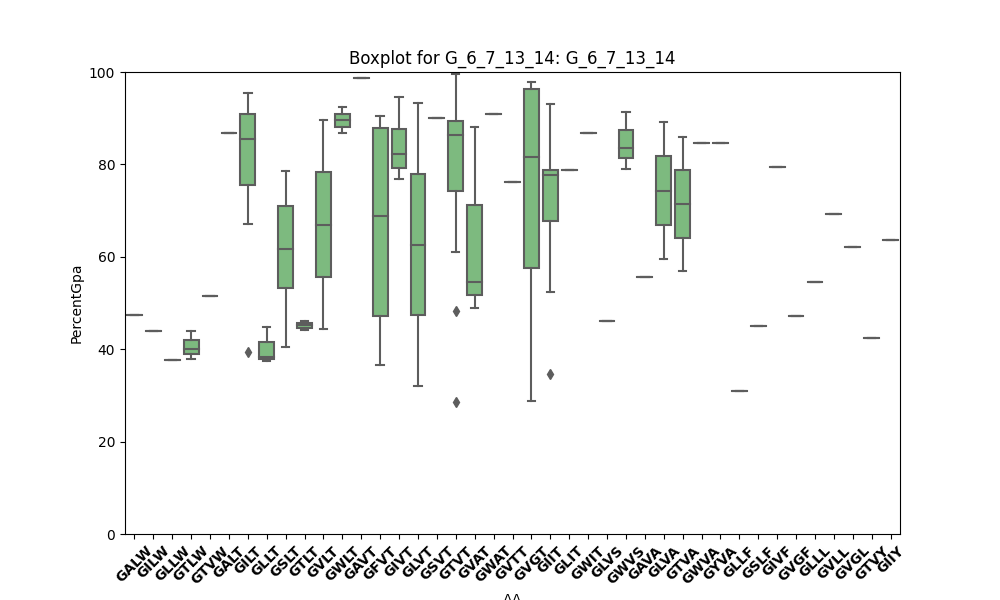 Boxplot for G_6_7_13_14: G_6_7_13_14
PercentGpa
100
80
60
40
20
0
GALW
GILW
GLLW
GTLW
GTVW
GALT
GILT
GLLT
GSLT
GTLT
GVLT
GWLT
GAVT
GFVT
GIVT
GLVT
GSVT
GTVT
GVAT
GWAT
GVTT
GVGT
GIIT
GLIT
GWIT
GLVS
GWVS
GAVA
GLVA
GTVA
GWVA
GYVA
GLLF
GSLF
GIVF
GVGF
GLLL
GVLL
GVGL
GTVY
GIIY